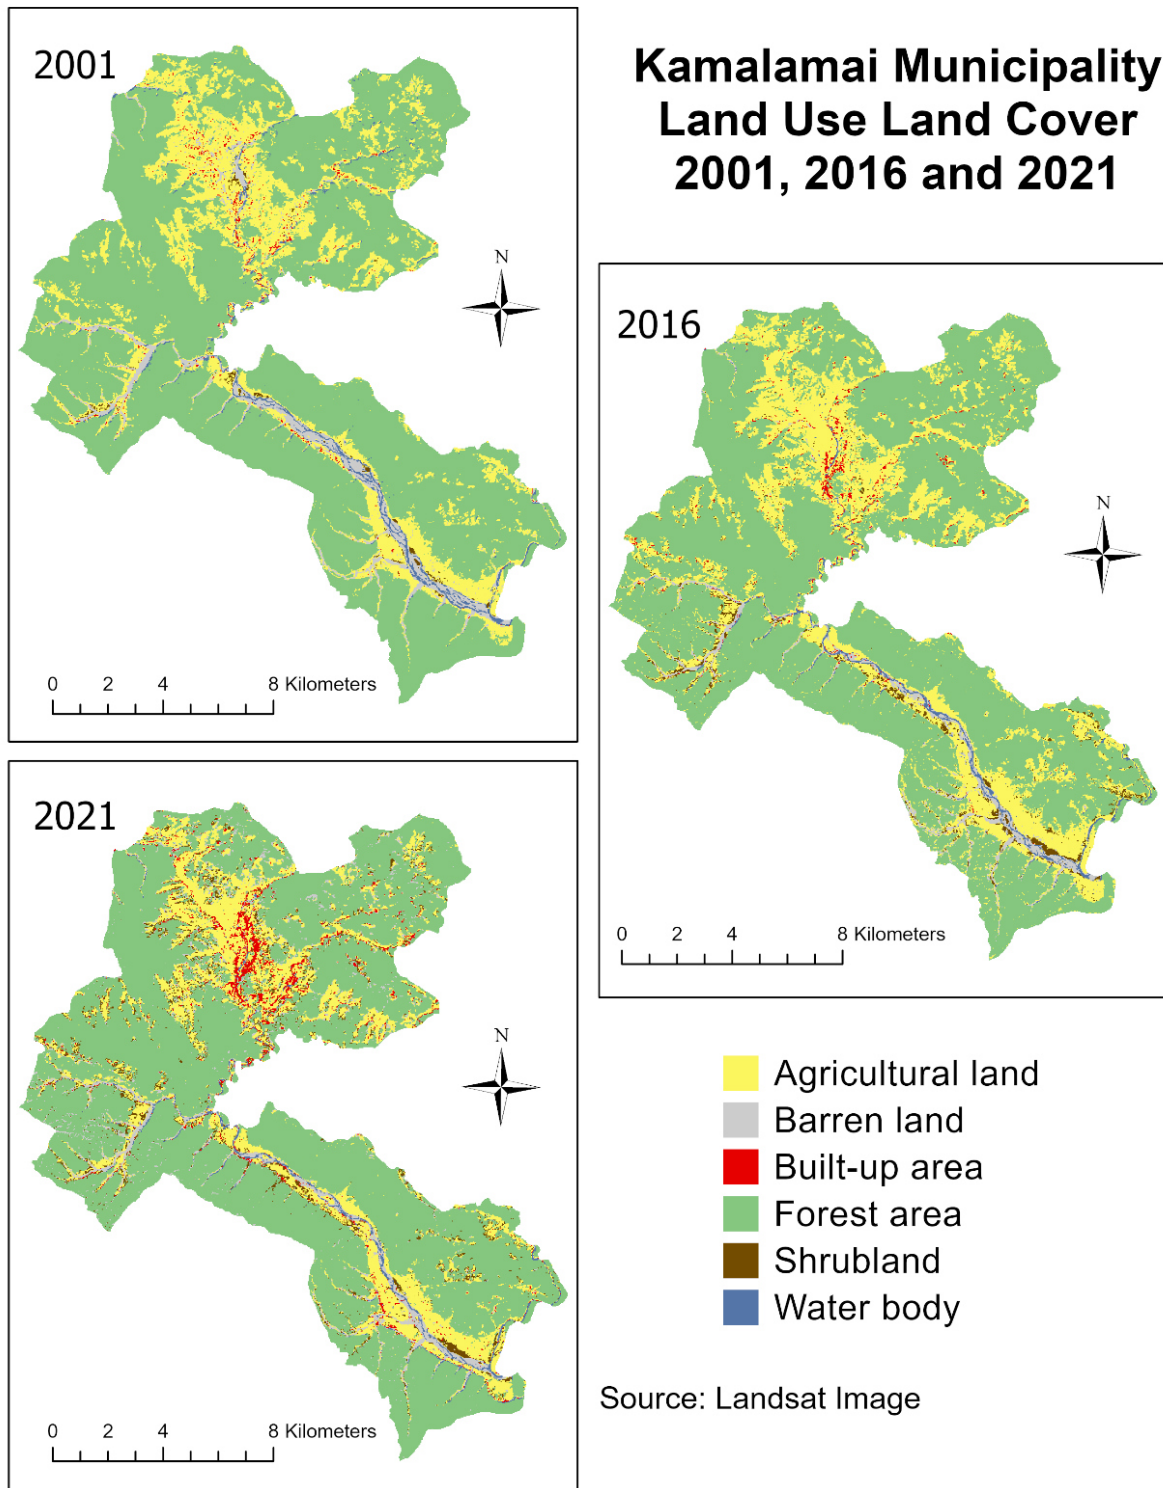 2001
N
0 2 4 8 Kilometers
Kamalamai Municipality
Land Use Land Cover
2001, 2016 and 2021
2016
N
0 2 4 8 Kilometers
2021
N
0 2 4 8 Kilometers
Agricultural land
Barren land
Built-up area
Forest area
Shrubland
Water body
Source: Landsat Image